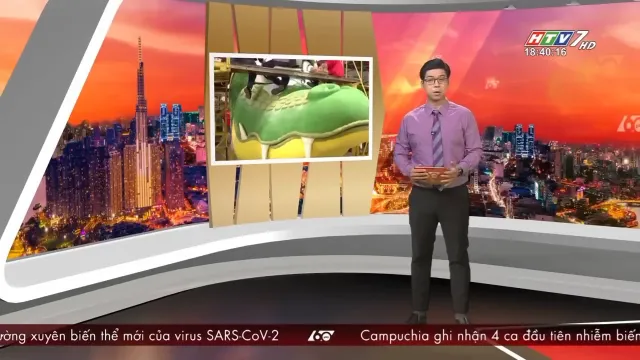 HTV7 HD
18:40:16
ường xuyên biến thể mới của virus SARS-CoV-2 60 Campuchia ghi nhận 4 ca đầu tiên nhiễm biến